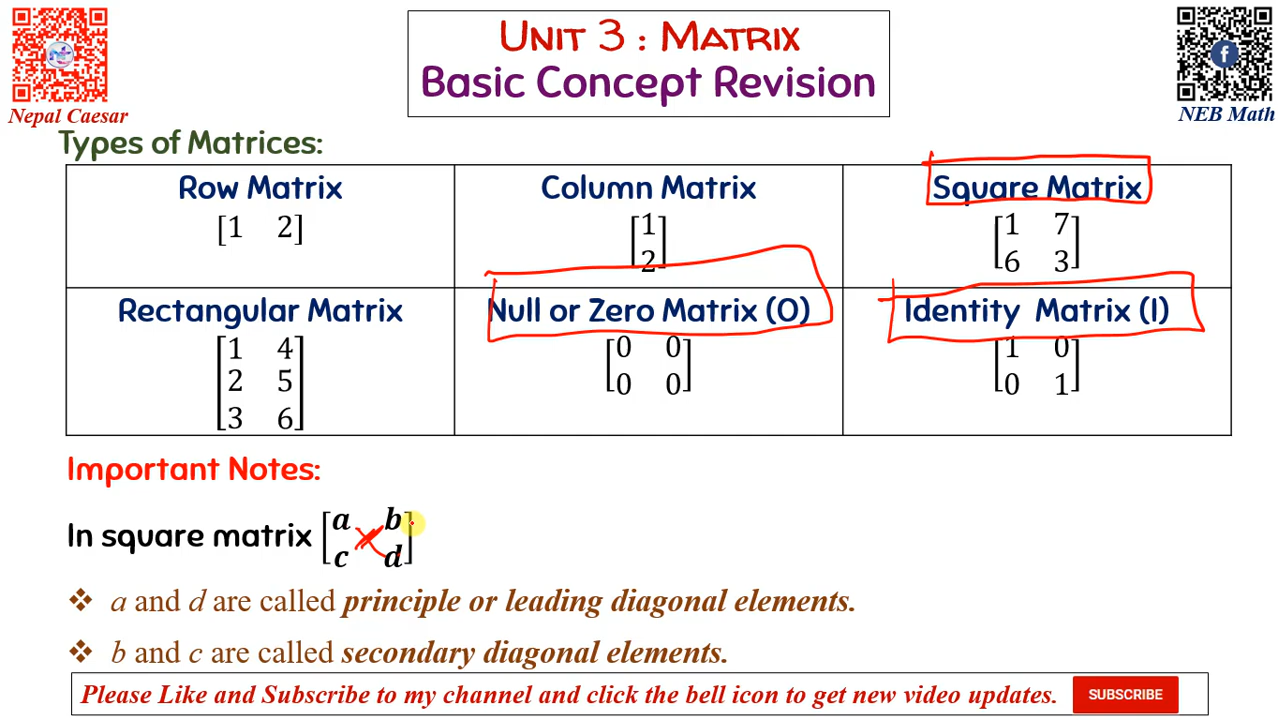 Unit 3 : Matrix
Basic Concept Revision
Nepal Caesar
NEB Math
Types of Matrices:
Row Matrix
[1 2]
Column Matrix
[1
2]
Square Matrix
[1 7
6 3]
Rectangular Matrix
[1 4
2 5
3 6]
Null or Zero Matrix (O)
[0 0
0 0]
Identity Matrix (I)
[1 0
0 1]
Important Notes:
In square matrix [a b
c d]
❖ a and d are called principle or leading diagonal elements.
❖ b and c are called secondary diagonal elements.
Please Like and Subscribe to my channel and click the bell icon to get new video updates. SUBSCRIBE